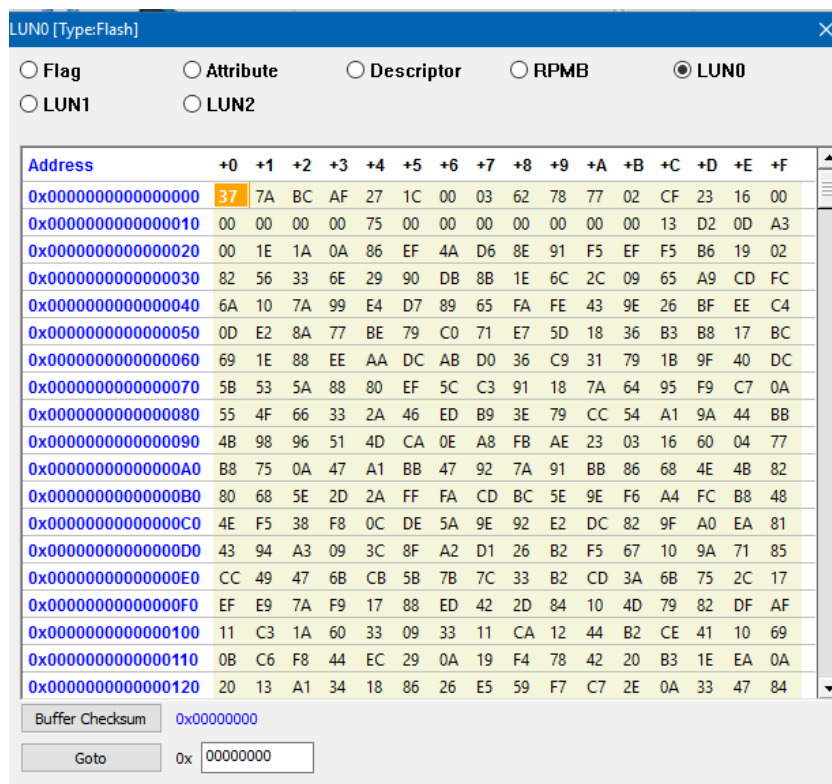 LUN0 [Type:Flash]
Flag Attribute Descriptor RPMB LUN0
LUN1 LUN2
Address +0 +1 +2 +3 +4 +5 +6 +7 +8 +9 +A +B +C +D +E +F
0x0000000000000000 37 7A BC AF 27 1C 00 03 62 78 77 02 CF 23 16 00
0x0000000000000010 00 00 00 00 75 00 00 00 00 00 00 00 13 D2 0D A3
0x0000000000000020 00 1E 1A 0A 86 EF 4A D6 8E 91 F5 EF F5 B6 19 02
0x0000000000000030 82 56 33 6E 29 90 DB 8B 1E 6C 2C 09 65 A9 CD FC
0x0000000000000040 6A 10 7A 99 E4 D7 89 65 FA FE 43 9E 26 BF EE C4
0x0000000000000050 0D E2 8A 77 BE 79 C0 71 E7 5D 18 36 B3 B8 17 BC
0x0000000000000060 69 1E 88 EE AA DC AB D0 36 C9 31 79 1B 9F 40 DC
0x0000000000000070 5B 53 5A 88 80 EF 5C C3 91 18 7A 64 95 F9 C7 0A
0x0000000000000080 55 4F 66 33 2A 46 ED B9 3E 79 CC 54 A1 9A 44 BB
0x0000000000000090 4B 98 96 51 4D CA 0E A8 FB AE 23 03 16 60 04 77
0x00000000000000A0 B8 75 0A 47 A1 BB 47 92 7A 91 BB 86 68 4E 4B 82
0x00000000000000B0 80 68 5E 2D 2A FF FA CD BC 5E 9E F6 A4 FC B8 48
0x00000000000000C0 4E F5 38 F8 0C DE 5A 9E 92 E2 DC 82 9F A0 EA 81
0x00000000000000D0 43 94 A3 09 3C 8F A2 D1 26 B2 F5 67 10 9A 71 85
0x00000000000000E0 CC 49 47 6B CB 5B 7B 7C 33 B2 CD 3A 6B 75 2C 17
0x00000000000000F0 EF E9 7A F9 17 88 ED 42 2D 84 10 4D 79 82 DF AF
0x0000000000000100 11 C3 1A 60 33 09 33 11 CA 12 44 B2 CE 41 10 69
0x0000000000000110 0B C6 F8 44 EC 29 0A 19 F4 78 42 20 B3 1E EA 0A
0x0000000000000120 20 13 A1 34 18 86 26 E5 59 F7 C7 2E 0A 33 47 84
Buffer Checksum 0x00000000
Goto 0x 00000000